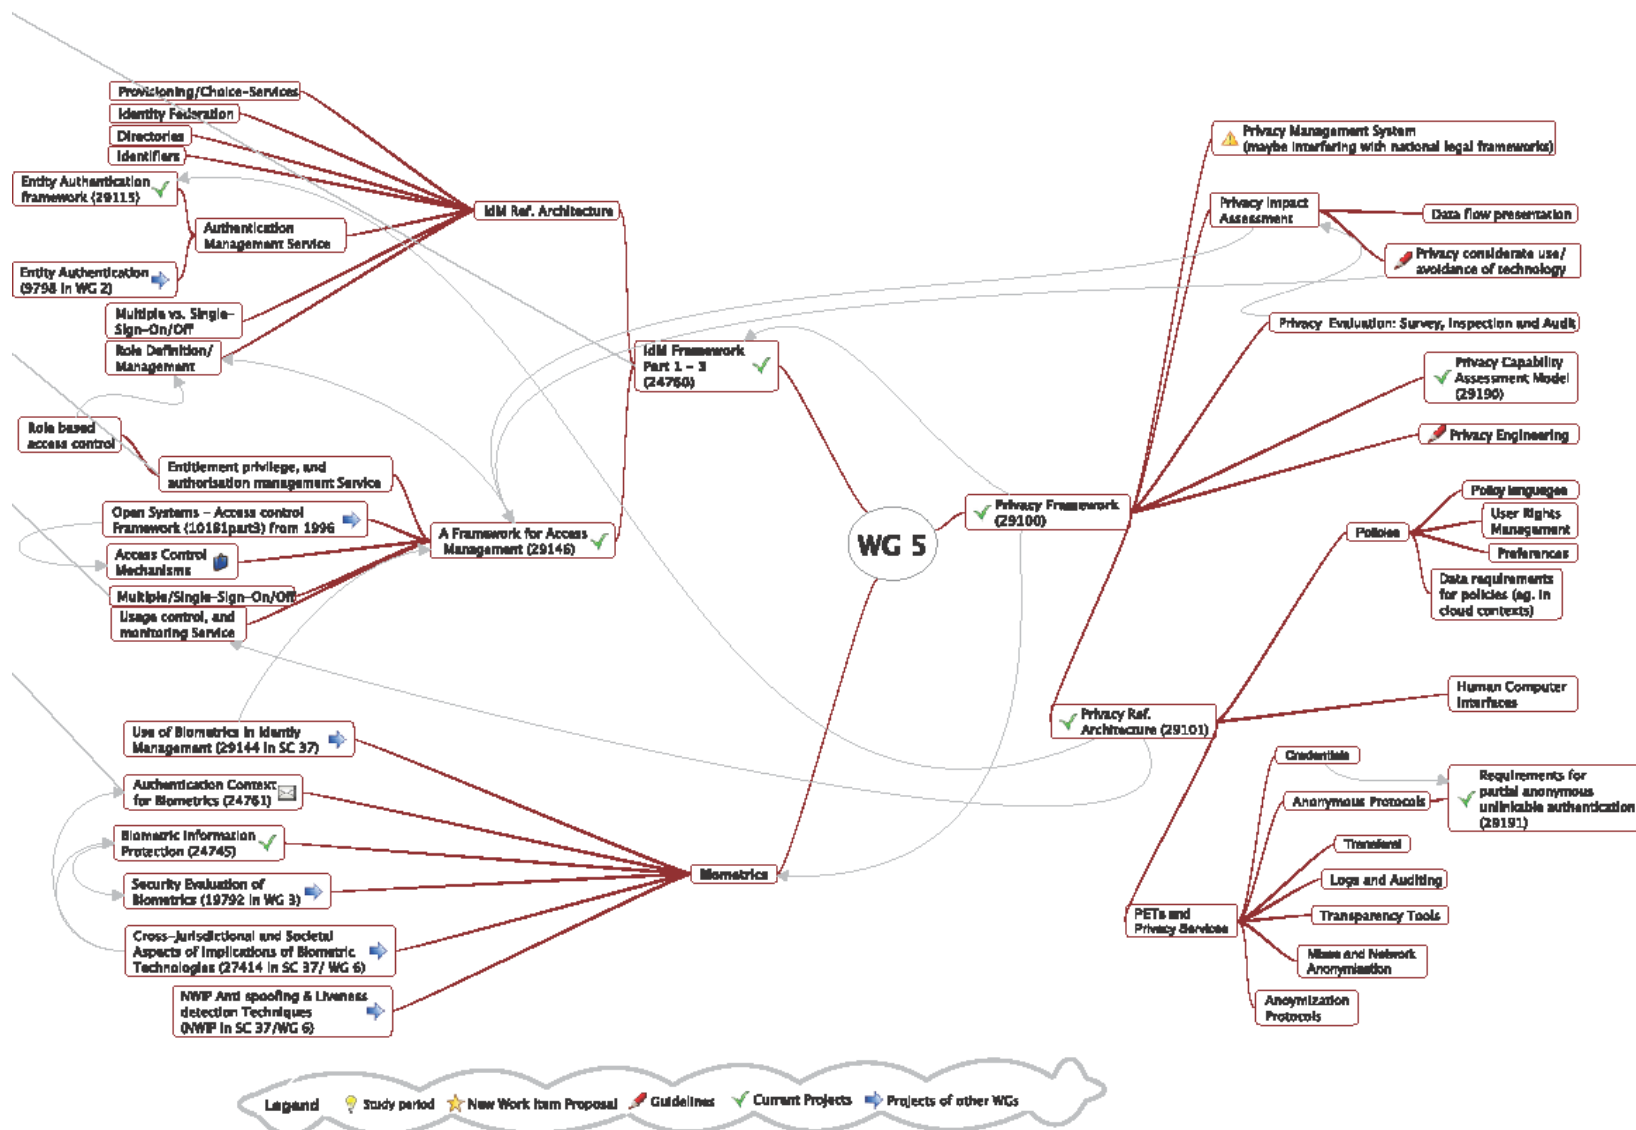 Provisioning/Choice-Services
Identity Federation
Directories
Identifiers
Entity Authentication
framework (29115)
Authentication
Management Service
Entity Authentication
(9798 in WG 2)
Multiple vs. Single-
Sign-On/Off
Role Definition/
Management
IdM Ref. Architecture
IdM Framework
Part 1 - 3
(24760)
Role based
access control
Entitlement privilege, and
authorisation management Service
Open Systems - Access control
Framework (10181part3) from 1996
Access Control
Mechanisms
Multiple/Single-Sign-On/Off
Usage control, and
monitoring Service
A Framework for Access
Management (29146)
Use of Biometrics in Identiy
Management (29144 in SC 37)
Authentication Context
for Biometrics (24761)
Biometric Information
Protection (24745)
Security Evaluation of
Biometrics (19792 in WG 3)
Cross-Jurisdictional and Societal
Aspects of Implications of Biometric
Technologies (27414 in SC 37/ WG 6)
NWIP Anti spoofing & Liveness
detection Techniques
(NWIP in SC 37/WG 6)
Biometrics
WG 5
Privacy Framework
(29100)
Privacy Management System
(maybe interfering with national legal frameworks)
Privacy Impact
Assessment
Data flow presentation
Privacy considerate use/
avoidance of technology
Privacy Evaluation: Survey, Inspection and Audit
Privacy Capability
Assessment Model
(29190)
Privacy Engineering
Policies
Policy languages
User Rights
Management
Preferences
Data requirements
for policies (eg. in
cloud contexts)
Privacy Ref.
Architecture (29101)
Human Computer
Interfaces
Credentials
Requirements for
partial anonymous
unlinkable authentication
(29191)
Anonymous Protocols
Transferal
Logs and Auditing
Transparency Tools
PETs and
Privacy Services
Mixes and Network
Anonymisation
Anoymization
Protocols
Legend
Study period
New Work Item Proposal
Guidelines
Current Projects
Projects of other WGs